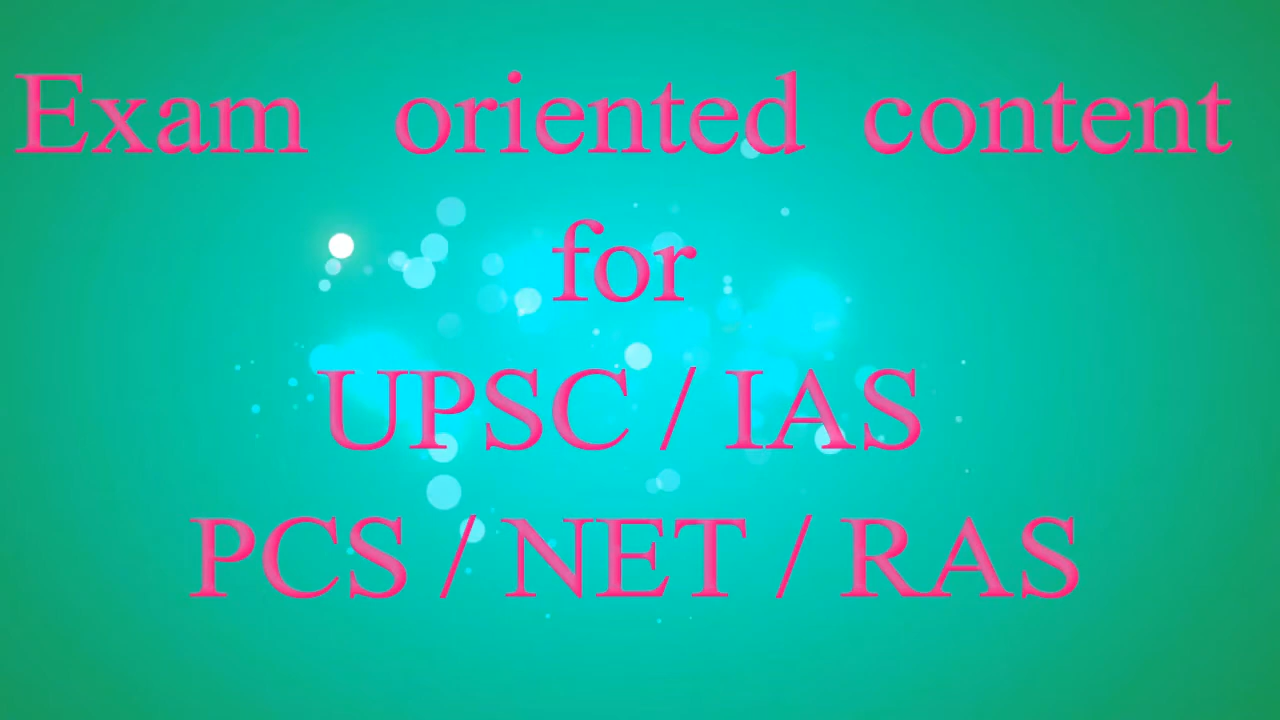 Exam oriented content
for
UPSC / IAS
PCS / NET / RAS